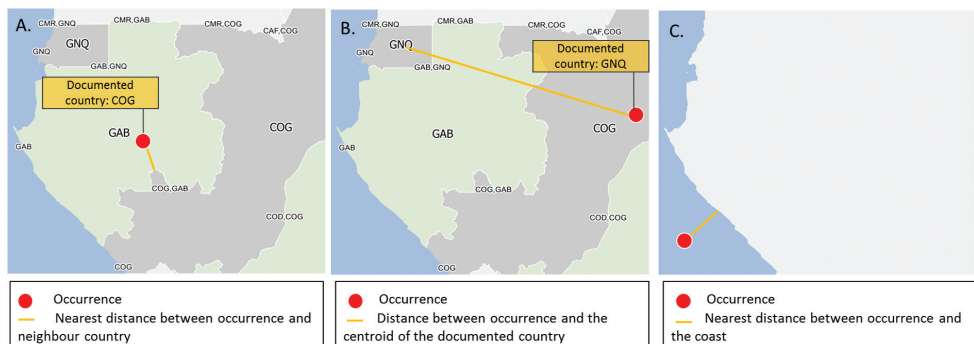 A.
CMR,GNQ
CMR,GAB
CMR,COG
CAF,COG
GNQ
GNQ
GAB,GNQ
Documented
country: COG
GAB
COG
GAB
COG,GAB
COD,COG
COG
Occurrence
Nearest distance between occurrence and
neighbour country
B.
CMR,GNQ
CMR,GAB
CMR,COG
CAF,COG
GNQ
GNQ
GAB,GNQ
Documented
country: GNQ
COG
GAB
GAB
COG,GAB
COD,COG
COG
Occurrence
Distance between occurrence and the
centroid of the documented country
C.
Occurrence
Nearest distance between occurrence and
the coast